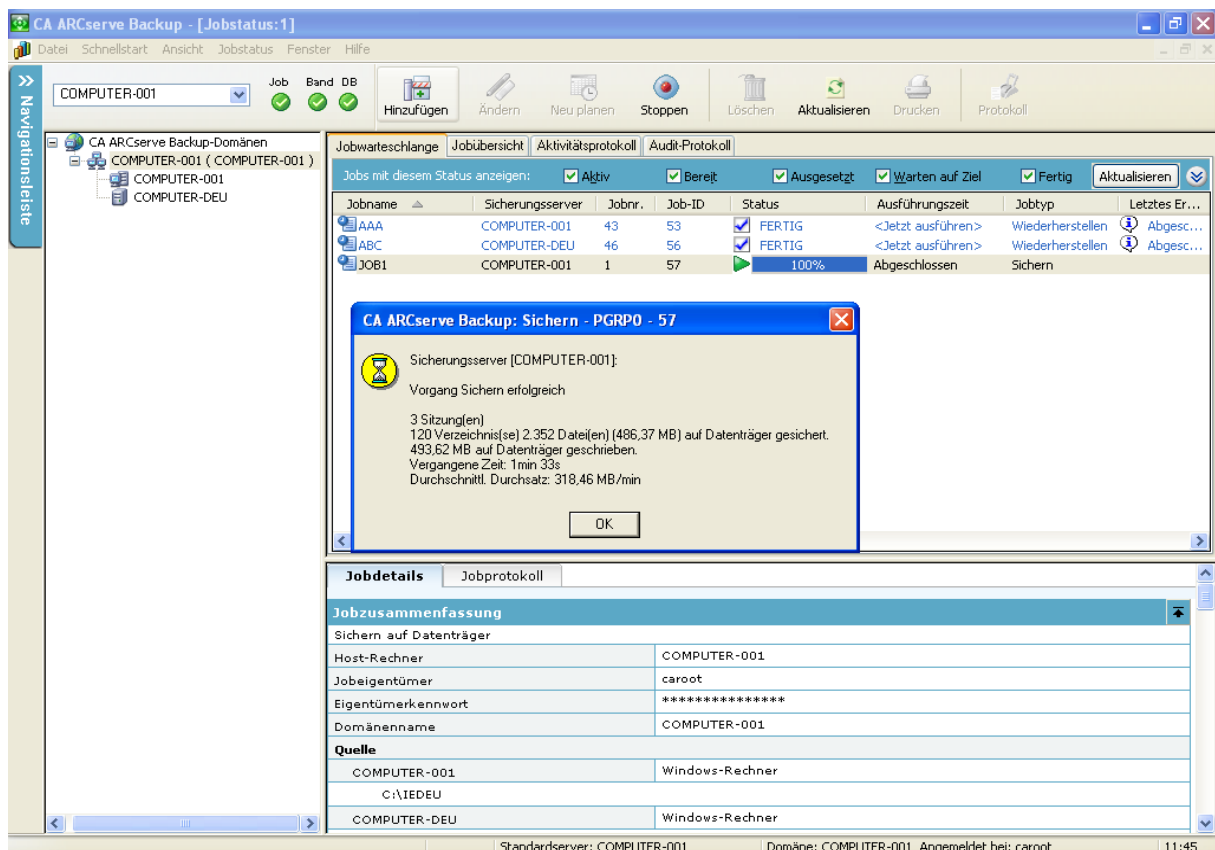 CA ARCserve Backup - [Jobstatus:1]
Datei Schnellstart Ansicht Jobstatus Fenster Hilfe
Navigationsleiste
COMPUTER-001
Job Band DB
Hinzufügen Ändern Neu planen Stoppen Löschen Aktualisieren Drucken Protokoll
CA ARCserve Backup-Domänen
COMPUTER-001 ( COMPUTER-001 )
COMPUTER-001
COMPUTER-DEU
Jobwarteschlange Jobübersicht Aktivitätsprotokoll Audit-Protokoll
Jobs mit diesem Status anzeigen: Aktiv Bereit Ausgesetzt Warten auf Ziel Fertig Aktualisieren
Jobname Sicherungsserver Jobnr. Job-ID Status Ausführungszeit Jobtyp Letztes Er...
AAA COMPUTER-001 43 53 FERTIG <Jetzt ausführen> Wiederherstellen Abgesc...
ABC COMPUTER-DEU 46 56 FERTIG <Jetzt ausführen> Wiederherstellen Abgesc...
JOB1 COMPUTER-001 1 57 100% Abgeschlossen Sichern
CA ARCserve Backup: Sichern - PGRP0 - 57
Sicherungsserver [COMPUTER-001]:
Vorgang Sichern erfolgreich
3 Sitzung(en)
120 Verzeichnis(se) 2.352 Datei(en) (486,37 MB) auf Datenträger gesichert.
493,62 MB auf Datenträger geschrieben.
Vergangene Zeit: 1min 33s
Durchschnittl. Durchsatz: 318,46 MB/min
OK
Jobdetails Jobprotokoll
Jobzusammenfassung
Sichern auf Datenträger
Host-Rechner COMPUTER-001
Jobeigentümer caroot
Eigentümerkennwort ***************
Domänenname COMPUTER-001
Quelle
COMPUTER-001 Windows-Rechner
C:\IEDEU
COMPUTER-DEU Windows-Rechner
Standardserver: COMPUTER-001 Domäne: COMPUTER-001 Angemeldet bei: caroot 11:45